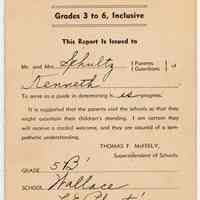 Grades 3 to 6, Inclusive
This Report Is Issued to
Mr. and Mrs. Schultz { Parents
{ Guardians } of
Kenneth
To serve as a guide in determining h is progress.
It is suggested that the parents and the schools so that they
might ascertain their children's standing. I am certain they
will receive a cordial welcome, and they are assured of a sym-
pathetic understanding.
THOMAS F. McFEELY,
Superintendent of Schools
GRADE 5B'
SCHOOL Wallace